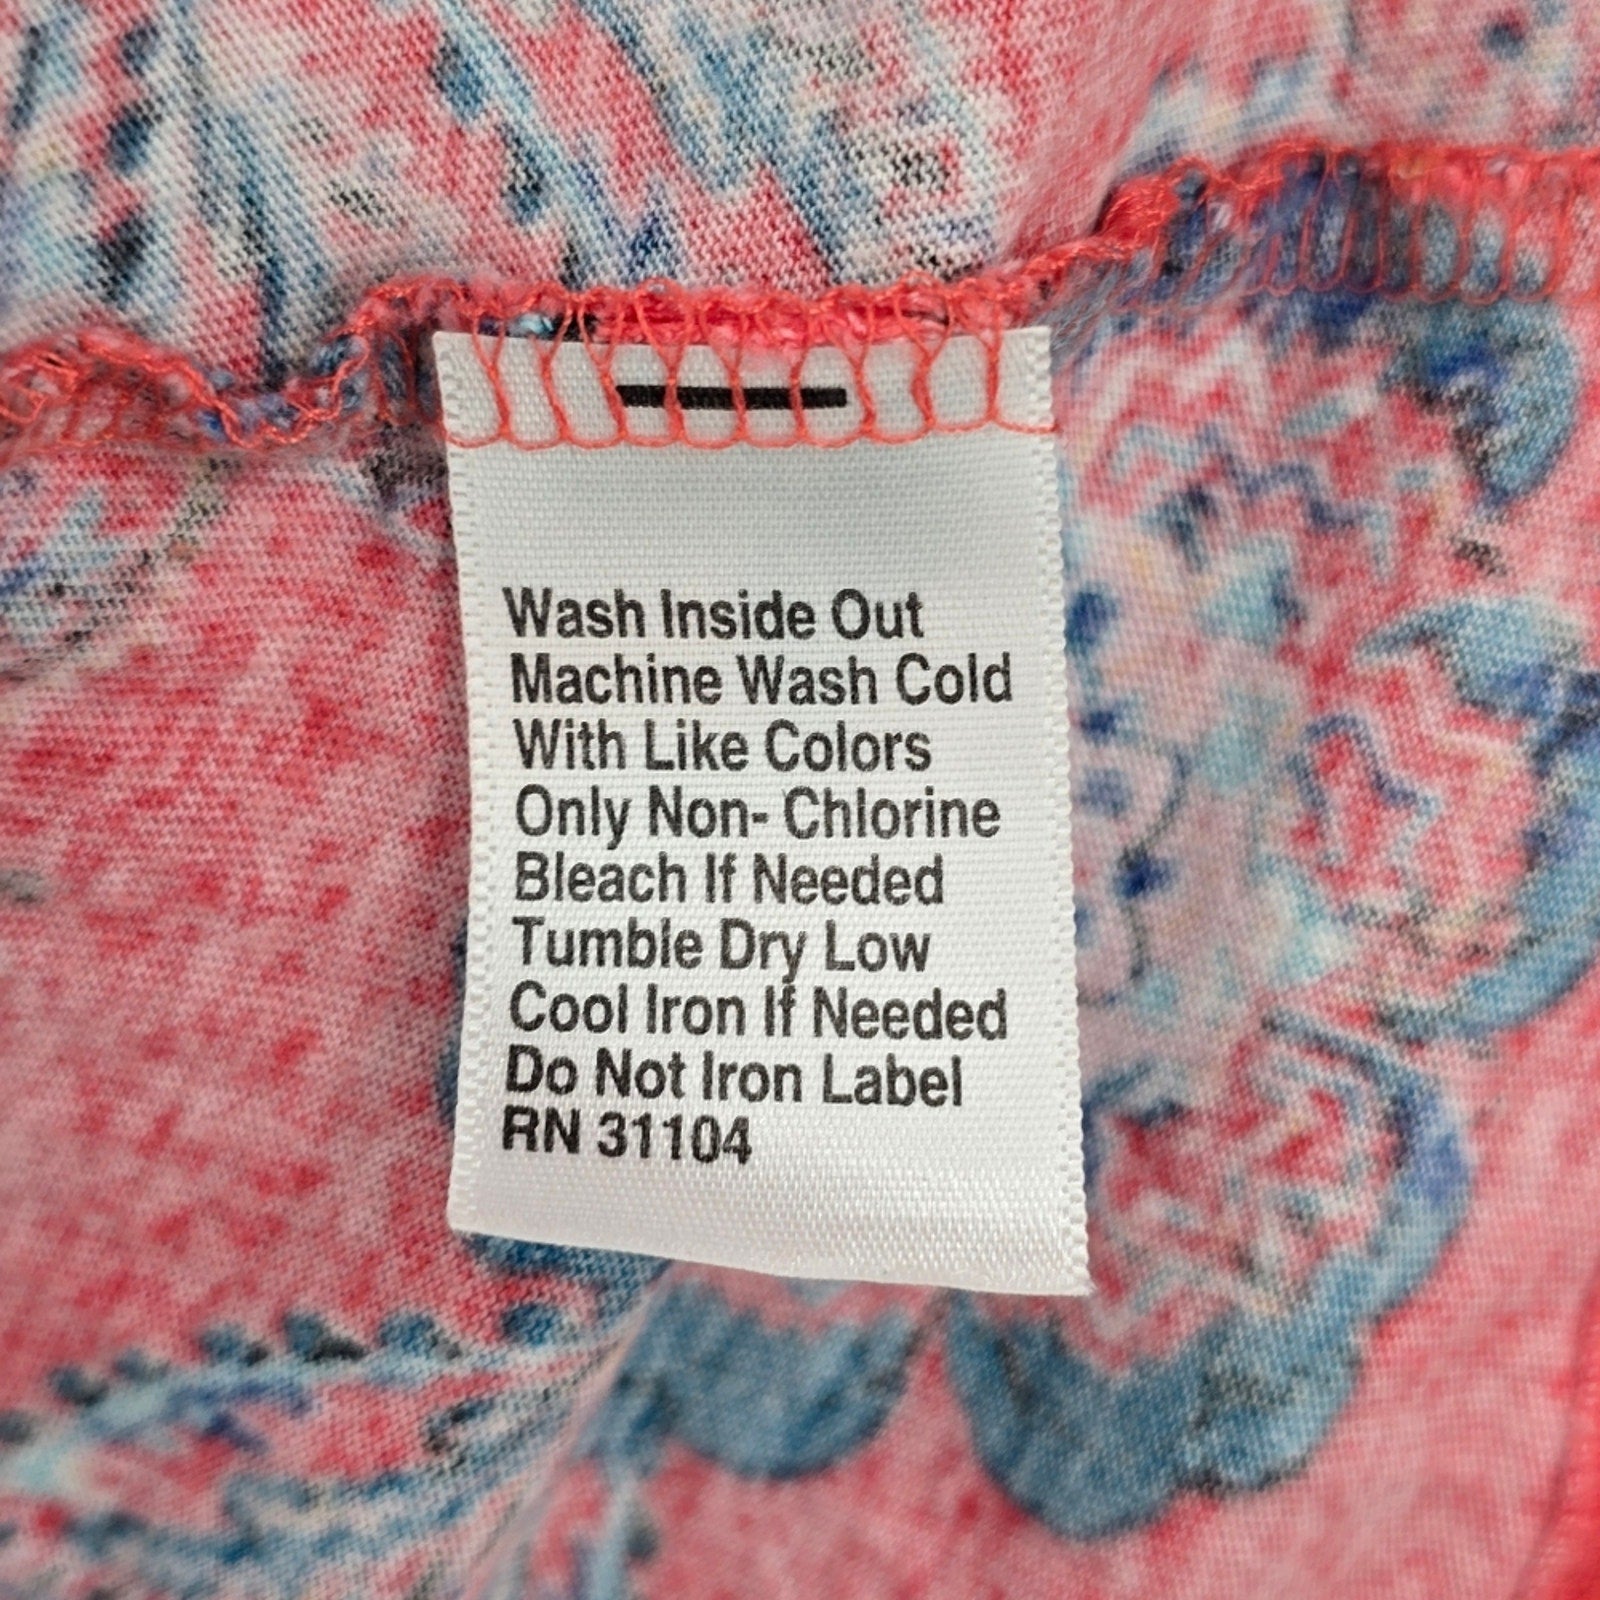 Wash Inside Out
Machine Wash Cold
With Like Colors
Only Non- Chlorine
Bleach If Needed
Tumble Dry Low
Cool Iron If Needed
Do Not Iron Label
RN 31104